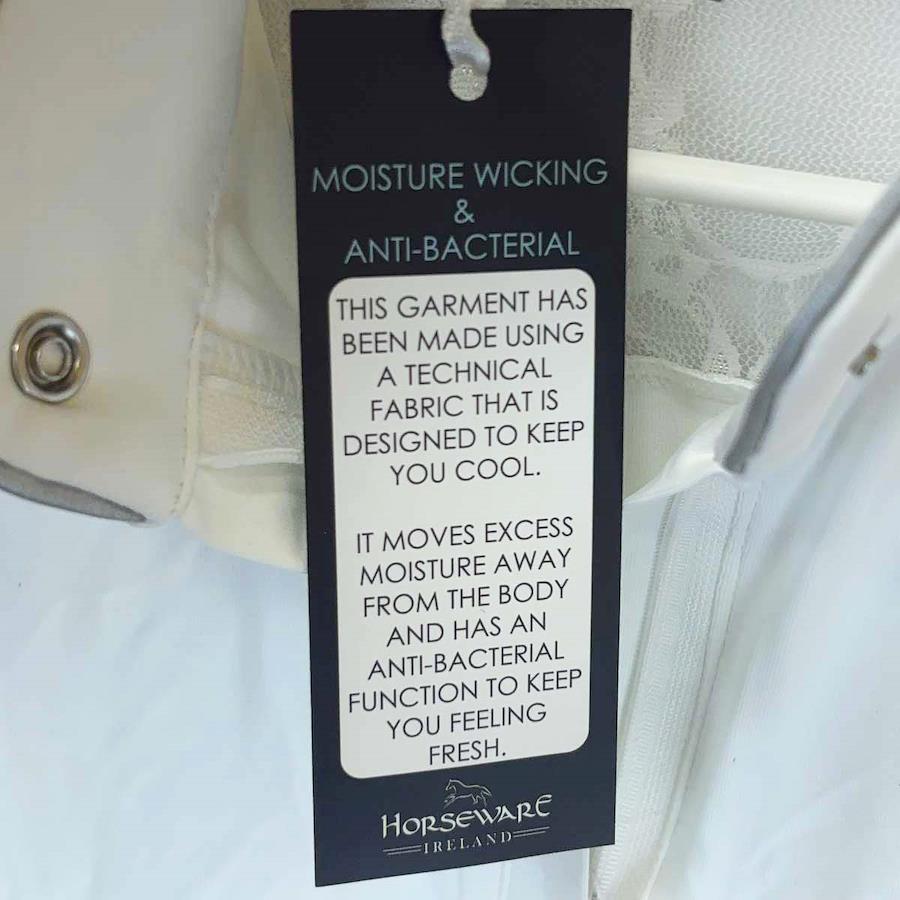 MOISTURE WICKING
&
ANTI-BACTERIAL
THIS GARMENT HAS
BEEN MADE USING
A TECHNICAL
FABRIC THAT IS
DESIGNED TO KEEP
YOU COOL.
IT MOVES EXCESS
MOISTURE AWAY
FROM THE BODY
AND HAS AN
ANTI-BACTERIAL
FUNCTION TO KEEP
YOU FEELING
FRESH.
HORSEWARE
IRELAND